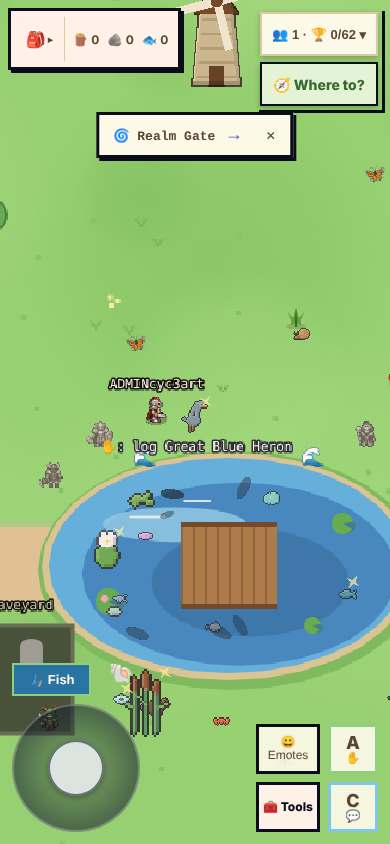 0 0 0
1 · 0/62 ▾
Where to?
Realm Gate → ×
ADMINcyc3art
: log Great Blue Heron
aveyard
Fish
Emotes
A
Tools
C